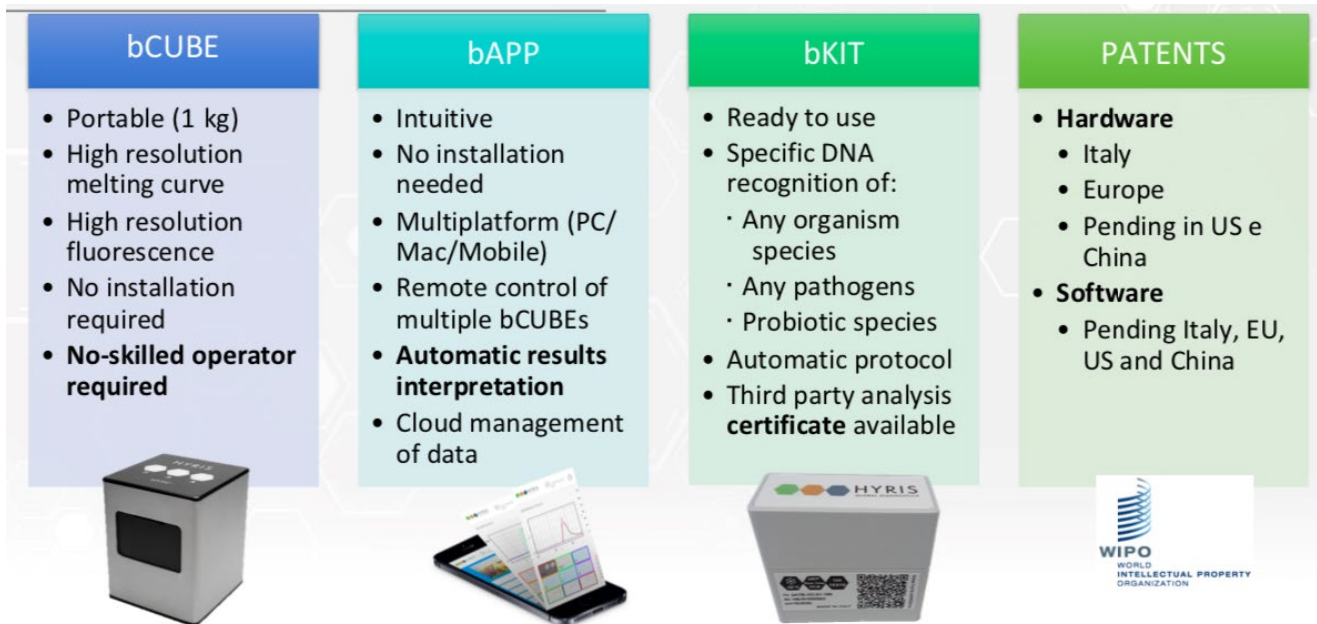 bCUBE
• Portable (1 kg)
• High resolution
melting curve
• High resolution
fluorescence
• No installation
required
• No-skilled operator
required
HYRIS
bAPP
• Intuitive
• No installation
needed
• Multiplatform (PC/
Mac/Mobile)
• Remote control of
multiple bCUBEs
• Automatic results
interpretation
• Cloud management
of data
bKIT
• Ready to use
• Specific DNA
recognition of:
· Any organism
species
· Any pathogens
· Probiotic species
• Automatic protocol
• Third party analysis
certificate available
HYRIS
PATENTS
• Hardware
• Italy
• Europe
• Pending in US e
China
• Software
• Pending Italy, EU,
US and China
WIPO
WORLD
INTELLECTUAL PROPERTY
ORGANIZATION